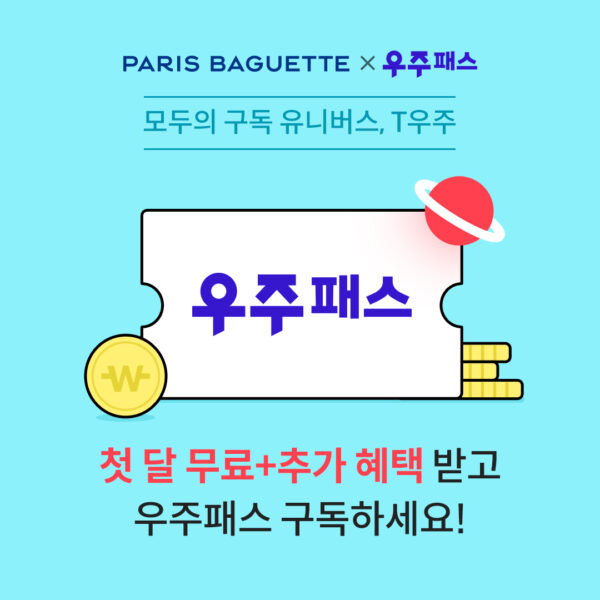 PARIS BAGUETTE × 우주패스
모두의 구독 유니버스, T우주
우주패스
W
첫 달 무료+추가 혜택 받고
우주패스 구독하세요!